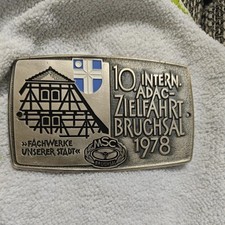 10. INTERN.
ADAC-
ZIELFAHRT
BRUCHSAL
1978
»FACHWERKE
UNSERER STADT«
MSC